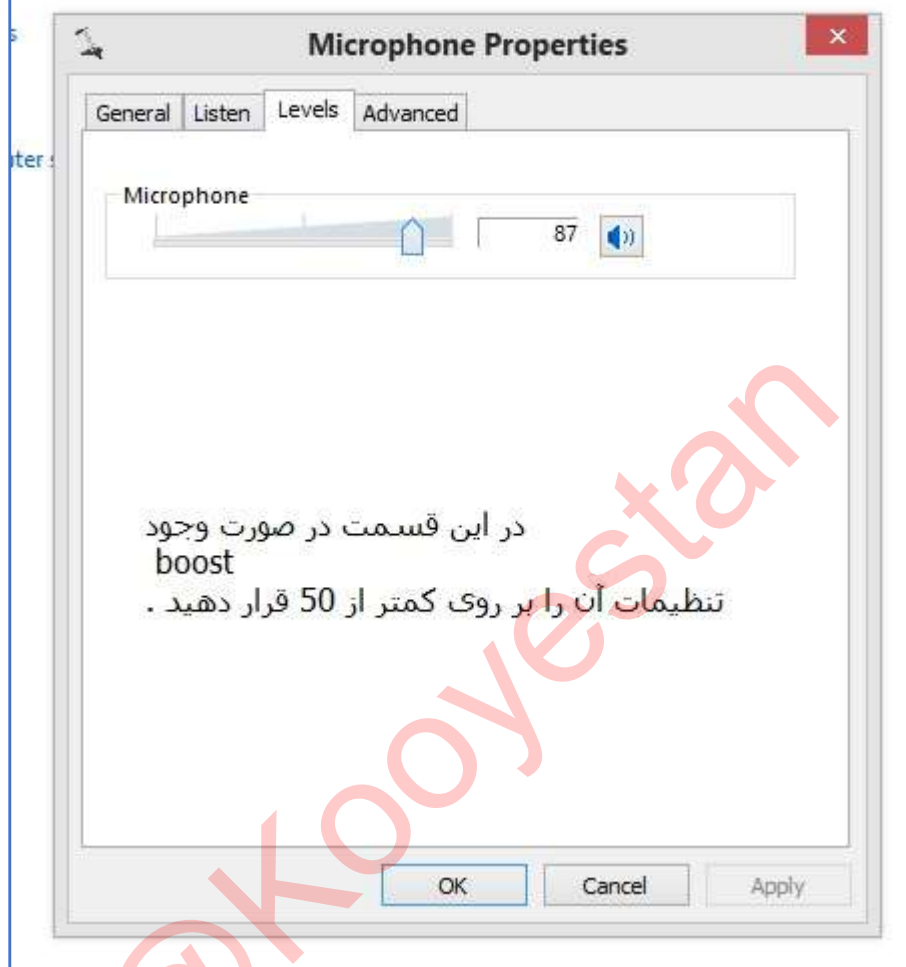 s
Microphone Properties
General Listen Levels Advanced
uter s
Microphone
87
در این قسمت در صورت وجود
boost
تنظیمات آن را بر روی کمتر از 50 قرار دهید .
OK Cancel Apply
@Kooyestan